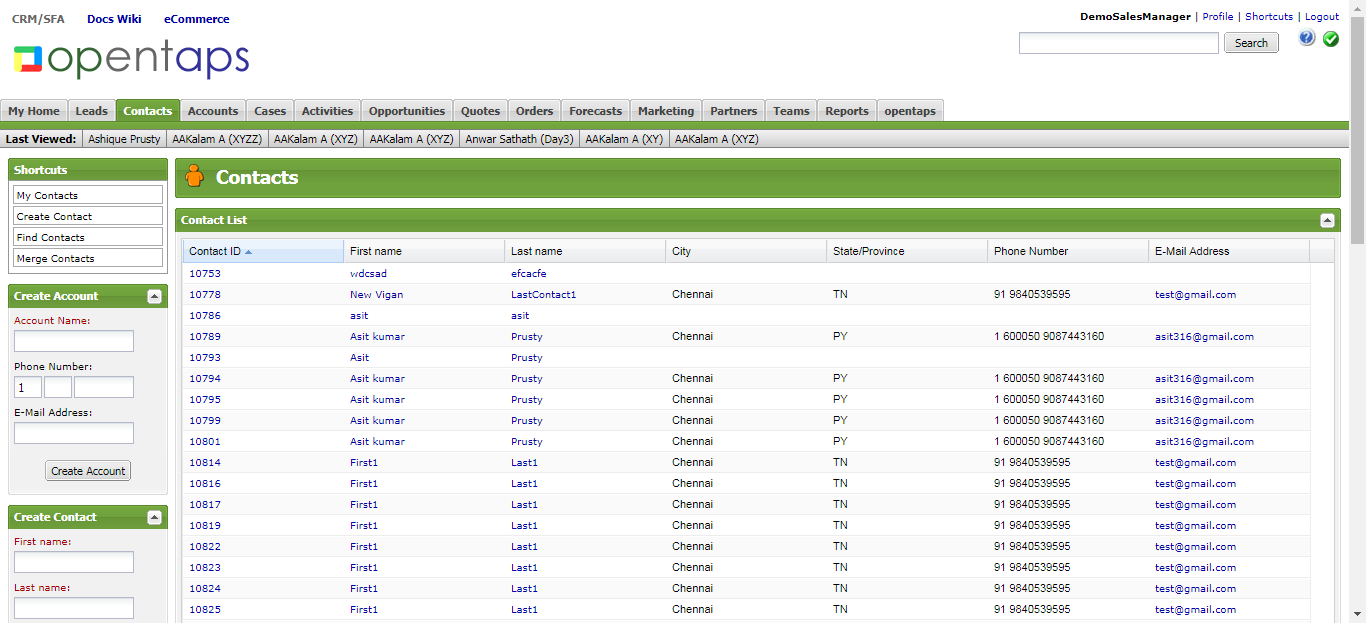 CRM/SFA Docs Wiki eCommerce
DemoSalesManager | Profile | Shortcuts | Logout
opentaps
Search
My Home Leads Contacts Accounts Cases Activities Opportunities Quotes Orders Forecasts Marketing Partners Teams Reports opentaps
Last Viewed: Ashique Prusty AAKalam A (XYZZ) AAKalam A (XYZ) AAKalam A (XYZ) Anwar Sathath (Day3) AAKalam A (XY) AAKalam A (XYZ)
Shortcuts
My Contacts
Create Contact
Find Contacts
Merge Contacts
Create Account
Account Name:
Phone Number:
1
E-Mail Address:
Create Account
Create Contact
First name:
Last name:
Contacts
Contact List
Contact ID First name Last name City State/Province Phone Number E-Mail Address
10753 wdcsad efcacfe
10778 New Vigan LastContact1 Chennai TN 91 9840539595 test@gmail.com
10786 asit asit
10789 Asit kumar Prusty Chennai PY 1 600050 9087443160 asit316@gmail.com
10793 Asit Prusty
10794 Asit kumar Prusty Chennai PY 1 600050 9087443160 asit316@gmail.com
10795 Asit kumar Prusty Chennai PY 1 600050 9087443160 asit316@gmail.com
10799 Asit kumar Prusty Chennai PY 1 600050 9087443160 asit316@gmail.com
10801 Asit kumar Prusty Chennai PY 1 600050 9087443160 asit316@gmail.com
10814 First1 Last1 Chennai TN 91 9840539595 test@gmail.com
10816 First1 Last1 Chennai TN 91 9840539595 test@gmail.com
10817 First1 Last1 Chennai TN 91 9840539595 test@gmail.com
10819 First1 Last1 Chennai TN 91 9840539595 test@gmail.com
10822 First1 Last1 Chennai TN 91 9840539595 test@gmail.com
10823 First1 Last1 Chennai TN 91 9840539595 test@gmail.com
10824 First1 Last1 Chennai TN 91 9840539595 test@gmail.com
10825 First1 Last1 Chennai TN 91 9840539595 test@gmail.com